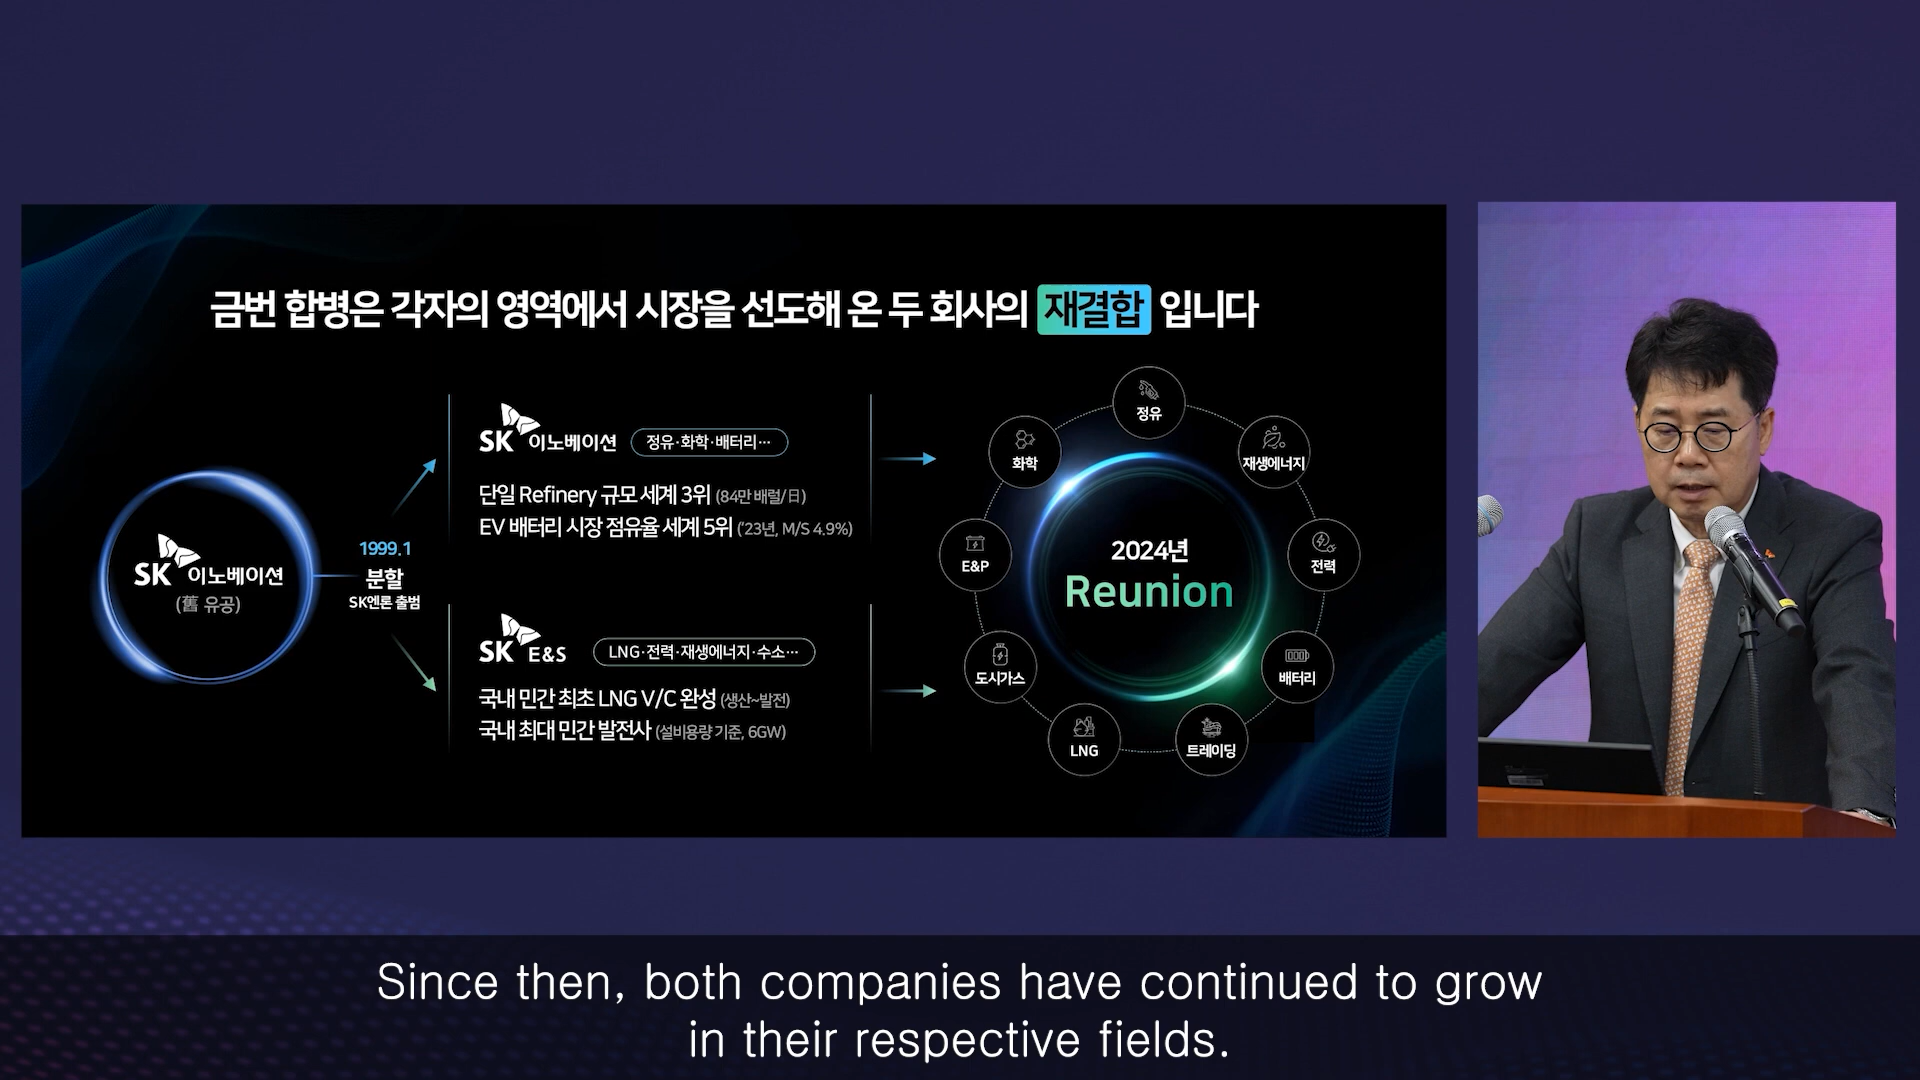 금번 합병은 각자의 영역에서 시장을 선도해 온 두 회사의 재결합 입니다
SK 이노베이션
(舊 유공)
1999.1
분할
SK엔론 출범
SK 이노베이션 정유·화학·배터리…
단일 Refinery 규모 세계 3위 (84만 배럴/日)
EV 배터리 시장 점유율 세계 5위 ('23년, M/S 4.9%)
SK E&S LNG·전력·재생에너지·수소…
국내 민간 최초 LNG V/C 완성 (생산~발전)
국내 최대 민간 발전사 (설비용량 기준, 6GW)
2024년
Reunion
정유
재생에너지
전력
배터리
트레이딩
LNG
도시가스
E&P
화학
Since then, both companies have continued to grow
in their respective fields.